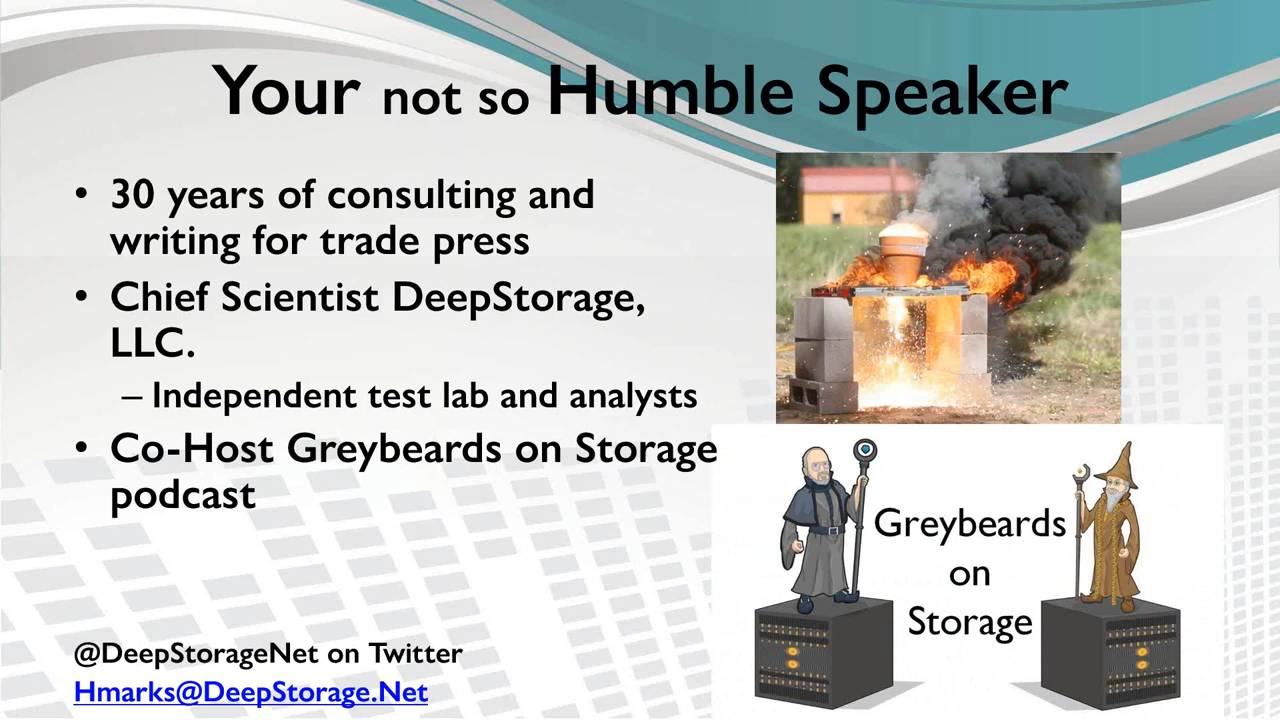 Your not so Humble Speaker
• 30 years of consulting and
writing for trade press
• Chief Scientist DeepStorage,
LLC.
– Independent test lab and analysts
• Co-Host Greybeards on Storage
podcast
Greybeards
on
Storage
@DeepStorageNet on Twitter
Hmarks@DeepStorage.Net